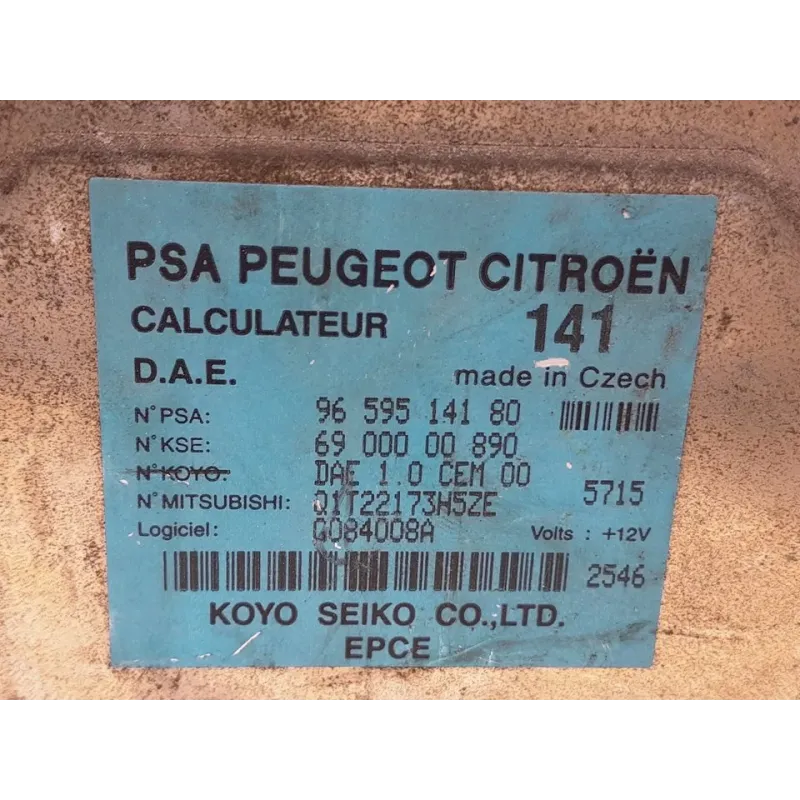 PSA PEUGEOT CITROËN
CALCULATEUR 141
D.A.E. made in Czech
N° PSA: 96 595 141 80
N° KSE: 69 000 00 890
N° KOYO: DAE 1.0 CEM 00
N° MITSUBISHI: Q1T22173H5ZE 5715
Logiciel: G084008A Volts : +12V
2546
KOYO SEIKO CO.,LTD.
EPCE